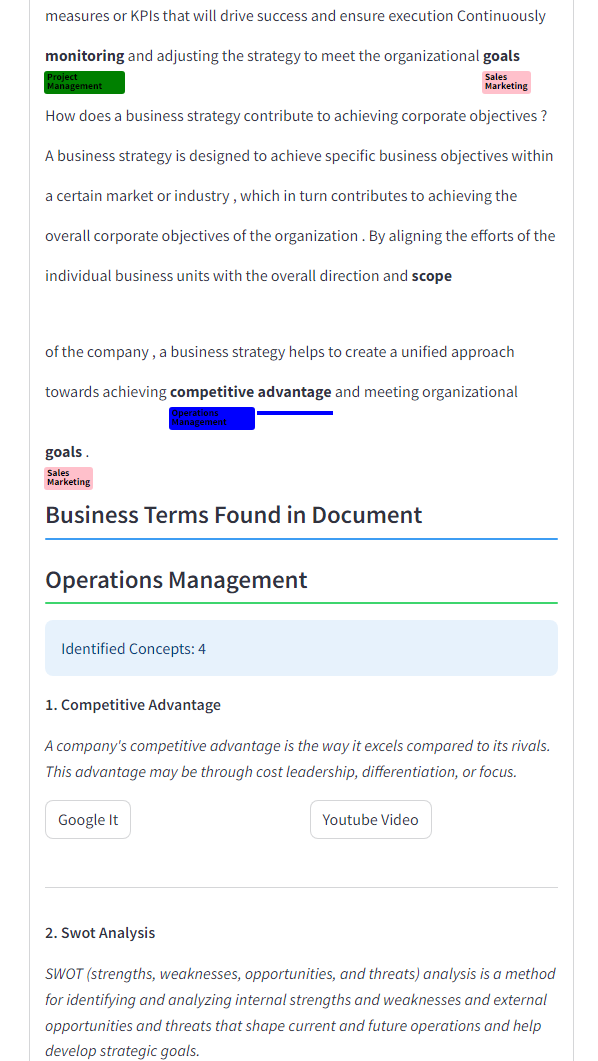 measures or KPIs that will drive success and ensure execution Continuously
monitoring and adjusting the strategy to meet the organizational goals
Project
Management
Sales
Marketing
How does a business strategy contribute to achieving corporate objectives ?
A business strategy is designed to achieve specific business objectives within
a certain market or industry , which in turn contributes to achieving the
overall corporate objectives of the organization . By aligning the efforts of the
individual business units with the overall direction and scope
of the company , a business strategy helps to create a unified approach
towards achieving competitive advantage and meeting organizational
Operations
Management
goals .
Sales
Marketing
Business Terms Found in Document
Operations Management
Identified Concepts: 4
1. Competitive Advantage
A company's competitive advantage is the way it excels compared to its rivals.
This advantage may be through cost leadership, differentiation, or focus.
Google It
Youtube Video
2. Swot Analysis
SWOT (strengths, weaknesses, opportunities, and threats) analysis is a method
for identifying and analyzing internal strengths and weaknesses and external
opportunities and threats that shape current and future operations and help
develop strategic goals.